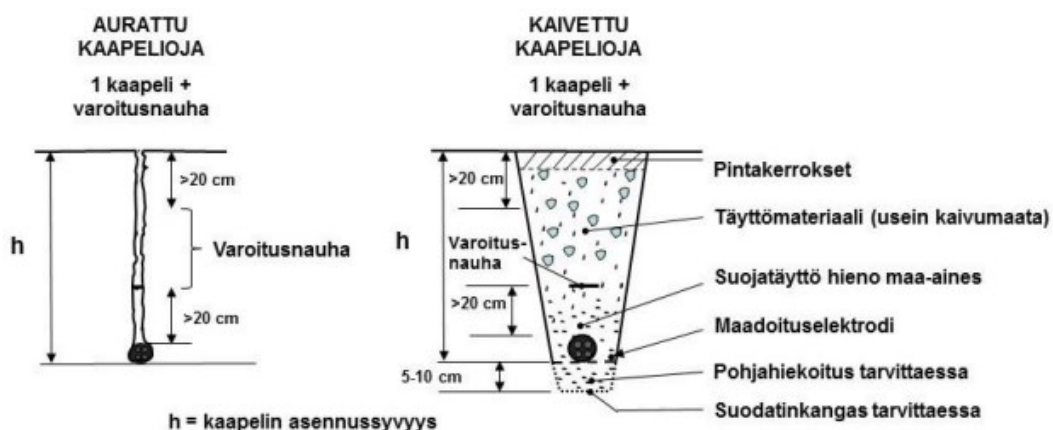 AURATTU
KAAPELIOJA
1 kaapeli +
varoitusnauha
>20 cm
h
Varoitusnauha
>20 cm
KAIVETTU
KAAPELIOJA
1 kaapeli +
varoitusnauha
>20 cm
h
Varoitus-
nauha
>20 cm
5-10 cm
Pintakerrokset
Täyttömateriaali (usein kaivumaata)
Suojatäyttö hieno maa-aines
Maadoituselektrodi
Pohjahiekoitus tarvittaessa
Suodatinkangas tarvittaessa
h = kaapelin asennussyvyys